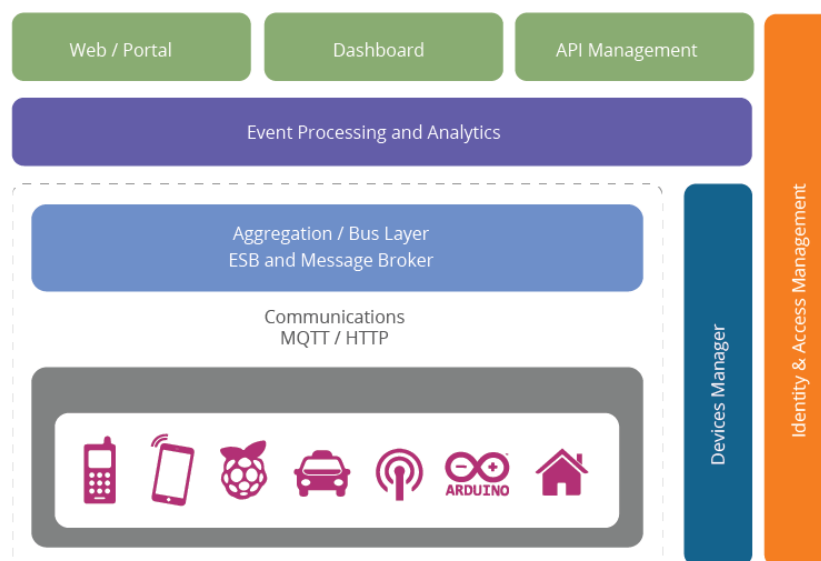 Web / Portal
Dashboard
API Management
Event Processing and Analytics
Aggregation / Bus Layer
ESB and Message Broker
Communications
MQTT / HTTP
ARDUINO
Devices Manager
Identity & Access Management